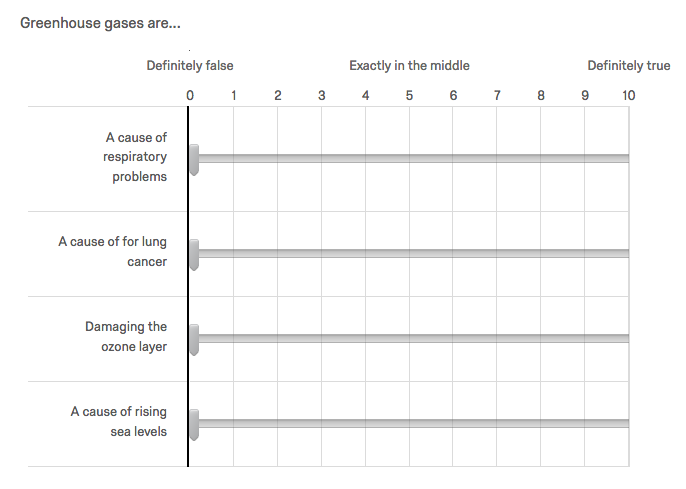 Greenhouse gases are...
Definitely false Exactly in the middle Definitely true
0 1 2 3 4 5 6 7 8 9 10
A cause of
respiratory
problems
A cause of for lung
cancer
Damaging the
ozone layer
A cause of rising
sea levels